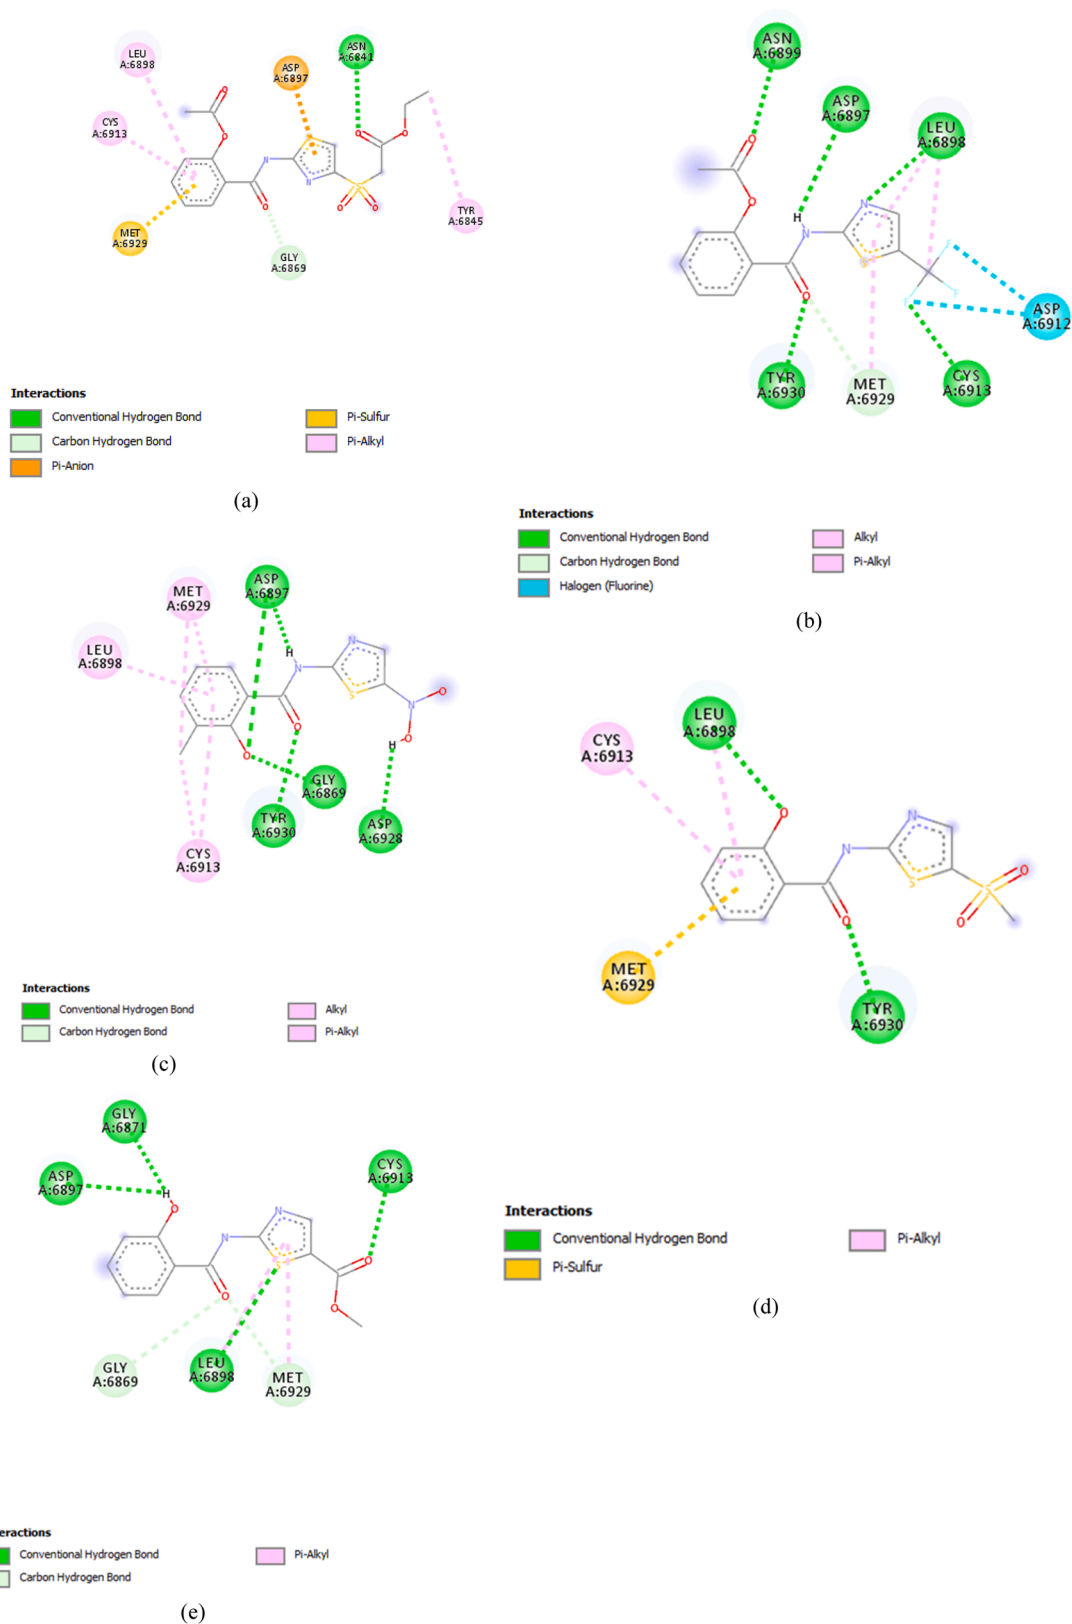 LEU
A:6898
CYS
A:6913
MET
A:6929
GLY
A:6869
ASP
A:6897
ASN
A:6841
TYR
A:6845
O
O
O
N
S
N
O
S
O
O
O
O
Interactions
Conventional Hydrogen Bond
Carbon Hydrogen Bond
Pi-Anion
Pi-Sulfur
Pi-Alkyl
(a)
ASN
A:6899
ASP
A:6897
LEU
A:6898
ASP
A:6912
CYS
A:6913
MET
A:6929
TYR
A:6930
O
O
H
N
O
N
S
F
F
F
Interactions
Conventional Hydrogen Bond
Carbon Hydrogen Bond
Halogen (Fluorine)
Alkyl
Pi-Alkyl
(b)
MET
A:6929
ASP
A:6897
LEU
A:6898
GLY
A:6869
TYR
A:6930
ASP
A:6928
CYS
A:6913
H
N
N
S
N
O
O
H
O
O
Interactions
Conventional Hydrogen Bond
Carbon Hydrogen Bond
Alkyl
Pi-Alkyl
(c)
CYS
A:6913
LEU
A:6898
MET
A:6929
TYR
A:6930
O
N
O
N
S
S
O
O
Interactions
Conventional Hydrogen Bond
Pi-Sulfur
Pi-Alkyl
(d)
GLY
A:6871
ASP
A:6897
CYS
A:6913
GLY
A:6869
LEU
A:6898
MET
A:6929
H
O
N
N
S
O
O
O
eractions
Conventional Hydrogen Bond
Carbon Hydrogen Bond
Pi-Alkyl
(e)